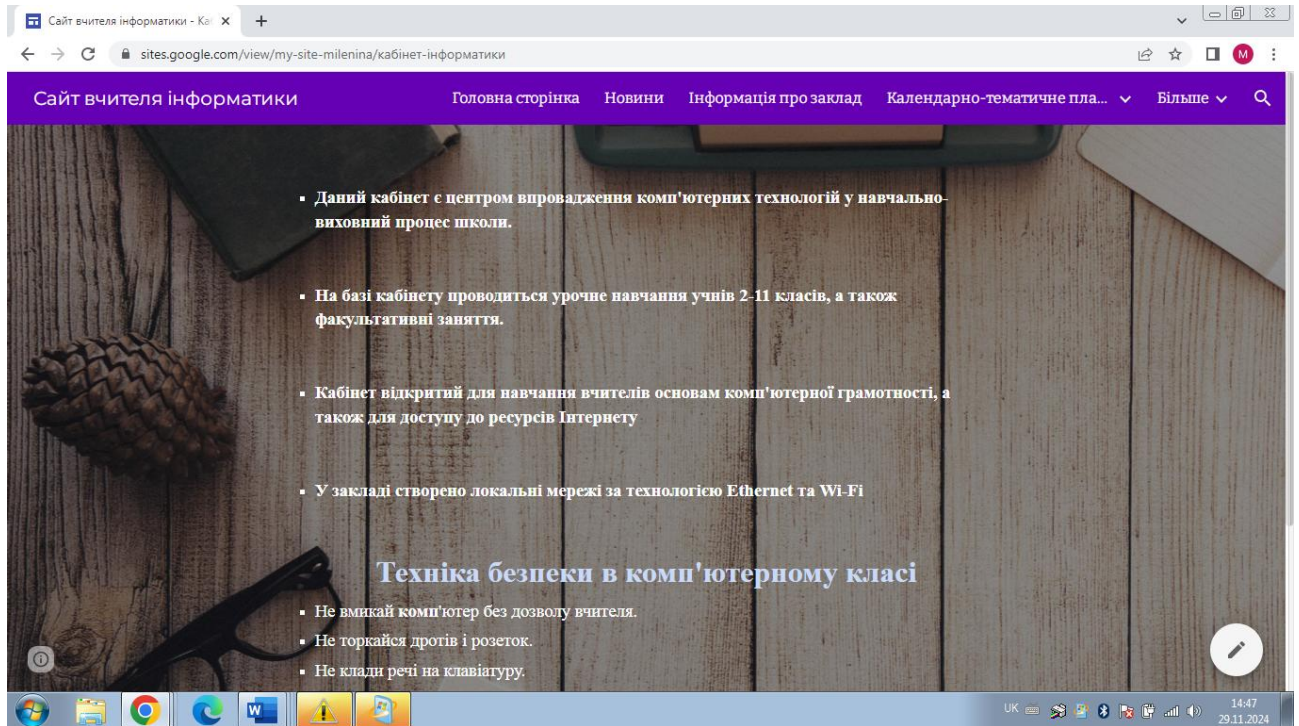 Сайт вчителя інформатики - Каб
sites.google.com/view/my-site-milenina/кабінет-інформатики
M
Сайт вчителя інформатики
Головна сторінка
Новини
Інформація про заклад
Календарно-тематичне пла...
Більше
Даний кабінет є центром впровадження комп'ютерних технологій у навчально-
виховний процес школи.
На базі кабінету проводиться урочне навчання учнів 2-11 класів, а також
факультативні заняття.
Кабінет відкритий для навчання вчителів основам комп'ютерної грамотності, а
також для доступу до ресурсів Інтернету
У закладі створено локальні мережі за технологією Ethernet та Wi-Fi
Техніка безпеки в комп'ютерному класі
Не вмикай комп'ютер без дозволу вчителя.
Не торкайся дротів і розеток.
Не клади речі на клавіатуру.
W
UK
14:47
29.11.2024